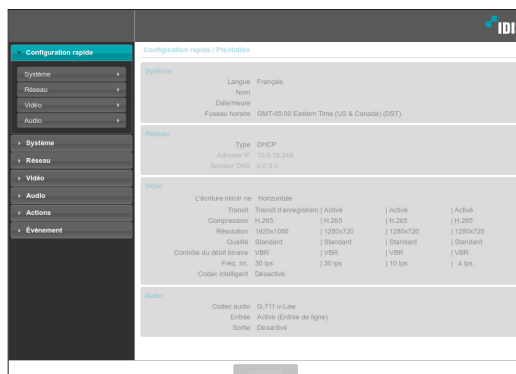 IDIS
Configuration rapide
Système
Réseau
Vidéo
Audio
Système
Réseau
Vidéo
Audio
Actions
Événement
Configuration rapide / Préntation
Système
Langue Français
Nom
Date/Heure
Fuseau horaire GMT-05:00 Eastern Time (US & Canada) (DST)
Réseau
Type DHCP
Adresse IP 10.0.18.249
Serveur DNS 0.0.0.0
Vidéo
L'écriture miroir ne Horizontale
Transit Transit d'enregistrem | Activé | Activé | Activé
Compression H.265 | H.265 | H.265 | H.265
Résolution 1920x1080 | 1280x720 | 1280x720 | 1280x720
Qualité Standard | Standard | Standard | Standard
Contrôle du débit binaire VBR | VBR | VBR | VBR
Fréq. im. 30 ips | 30 ips | 10 ips | 4 ips
Codec intelligent Désactivé
Audio
Codec audio G.711 u-Law
Entrée Activé (Entrée de ligne)
Sortie Désactivé